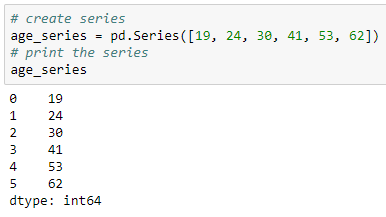 # create series
age_series = pd.Series([19, 24, 30, 41, 53, 62])
# print the series
age_series
0    19
1    24
2    30
3    41
4    53
5    62
dtype: int64